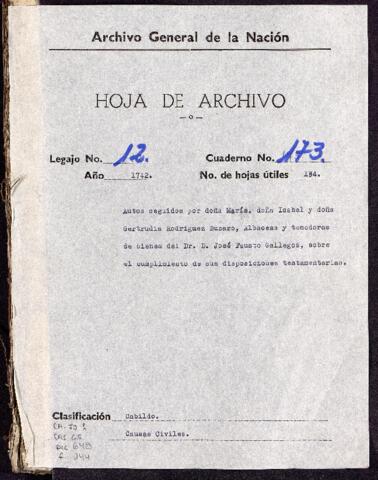 Archivo General de la Nación
HOJA DE ARCHIVO
—o—
Legajo No. 12. Cuaderno No. 173.
Año 1742. No. de hojas útiles 184.
Autos seguidos por doña María, doña Isabel y doña
Gertrudis Rodríguez Busaro, Albaceas y tenedoras
de bienes del Dr. D. José Fausto Gallegos, sobre
el cumplimiento de sus disposiciones testamentarias.
Clasificación Cabildo.
Causas Civiles.